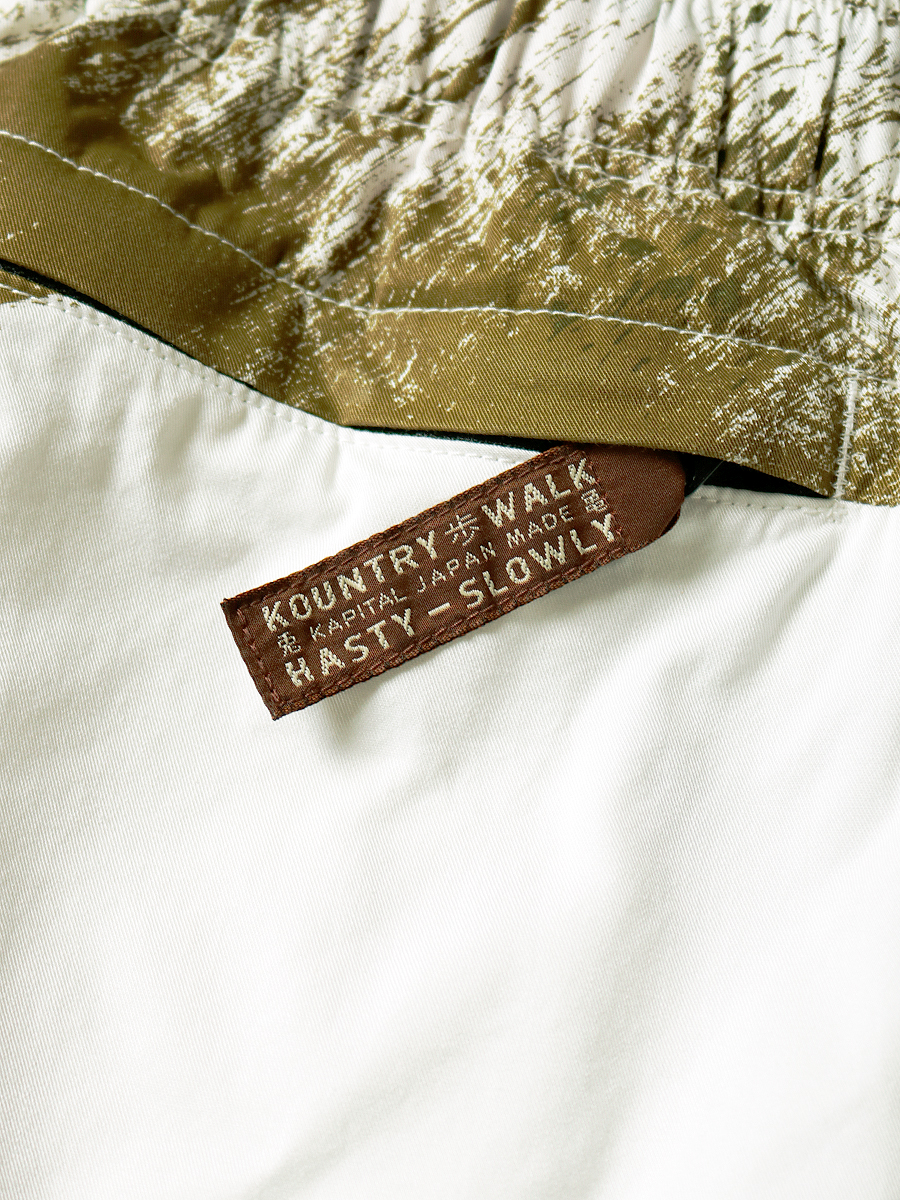 KOUNTRY 歩 WALK
兎 KAPITAL JAPAN MADE 亀
HASTY – SLOWLY